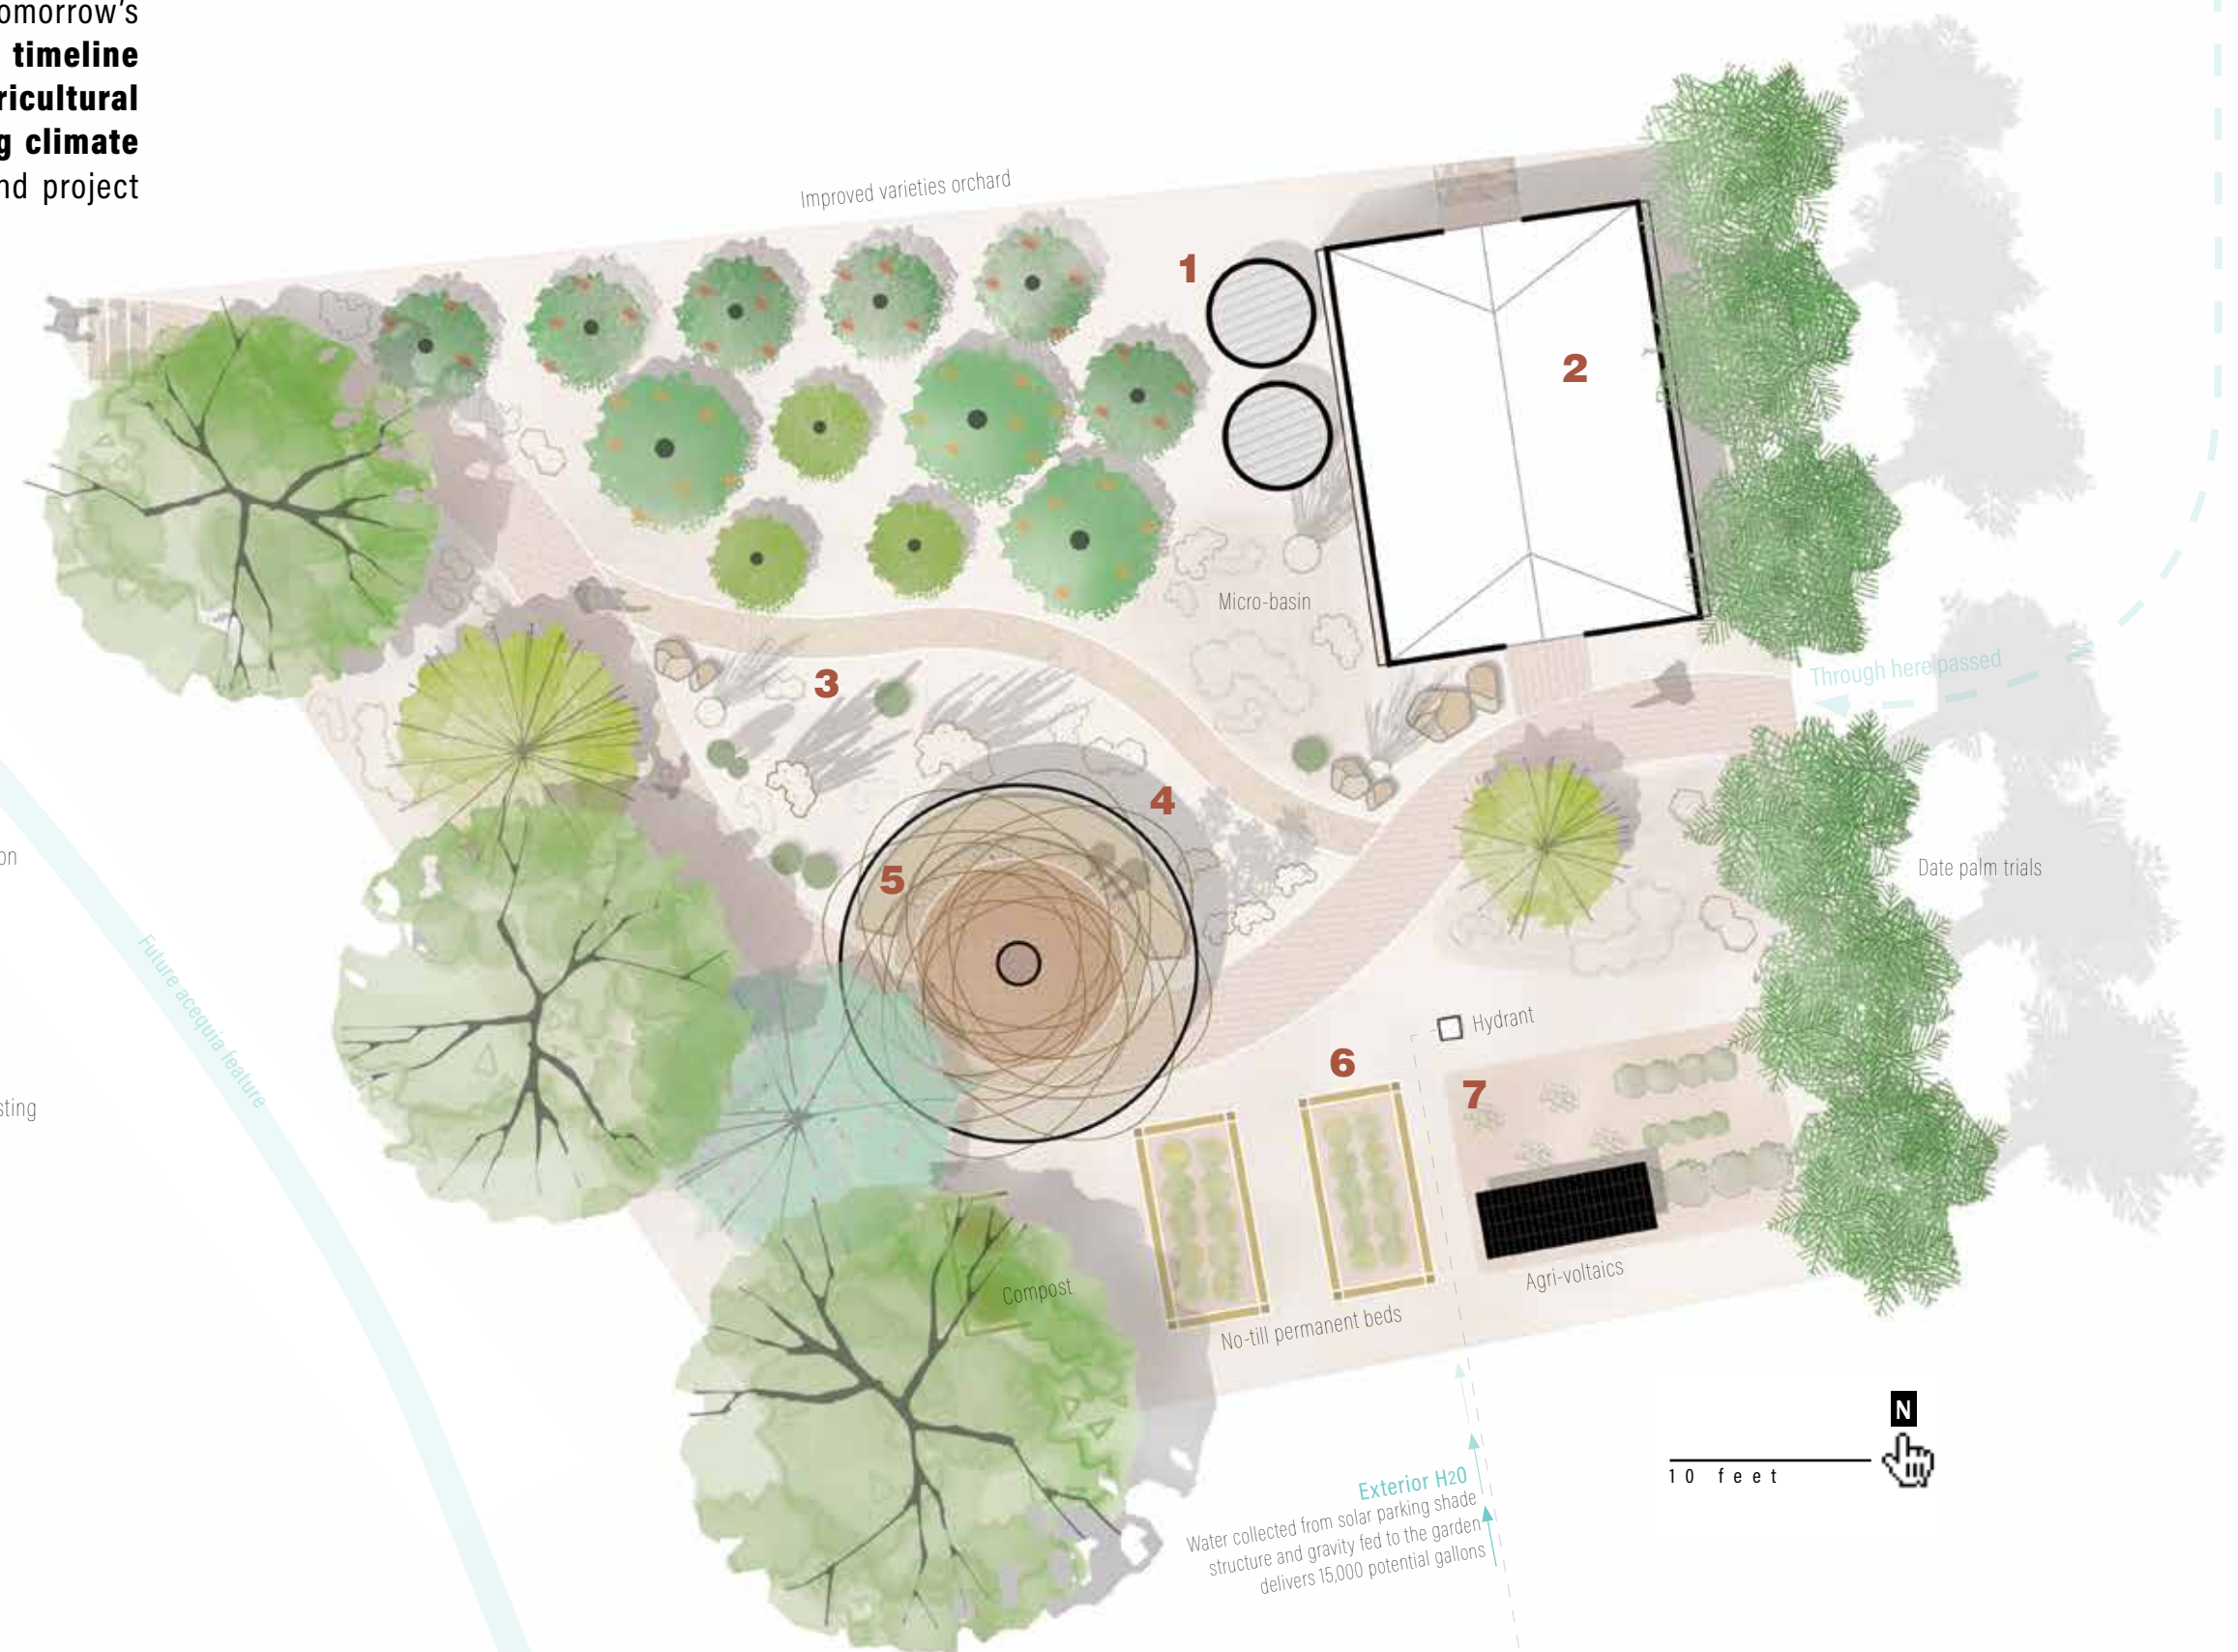 omorrow's
timeline
ricultural
g climate
nd project
Improved varieties orchard
1
2
Micro-basin
3
Through here passed
4
Date palm trials
on
5
Future acequia feature
Hydrant
6
7
sting
Agri-voltaics
Compost
No-till permanent beds
N
10 feet
Exterior H2O
Water collected from solar parking shade
structure and gravity fed to the garden
delivers 15,000 potential gallons